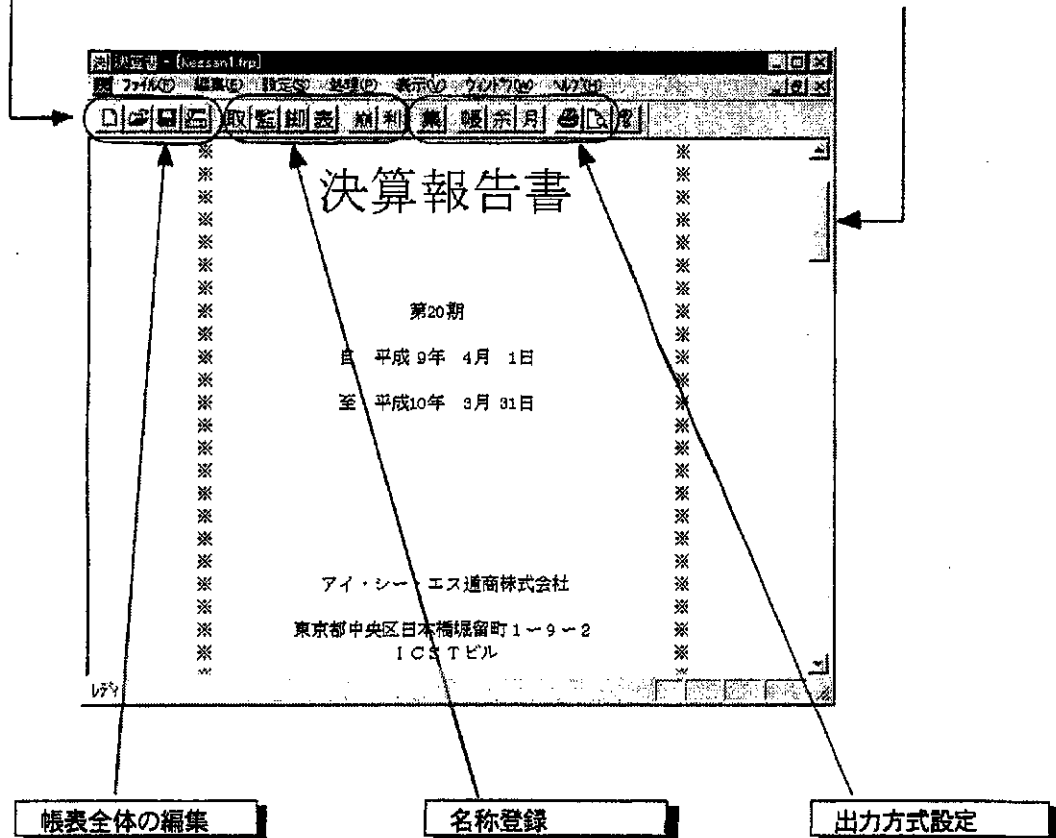 決算書 - [Kessan1.frp]
ファイル(F) 編集(E) 設定(S) 処理(P) 表示(V) ウィンドウ(W) ヘルプ(H)
取 監 脚 表 利 集 帳 余 月
※ ※
※ 決算報告書 ※
※ ※
※ ※
※ ※
※ ※
※ ※
※ 第20期 ※
※ ※
※ 自 平成 9年 4月 1日 ※
※ ※
※ 至 平成10年 3月 31日 ※
※ ※
※ ※
※ ※
※ ※
※ ※
※ ※
※ ※
※ アイ・シー・エス通商株式会社 ※
※ ※
※ 東京都中央区日本橋堀留町1-9-2 ※
※ ICSTビル ※
レディ
帳表全体の編集 名称登録 出力方式設定